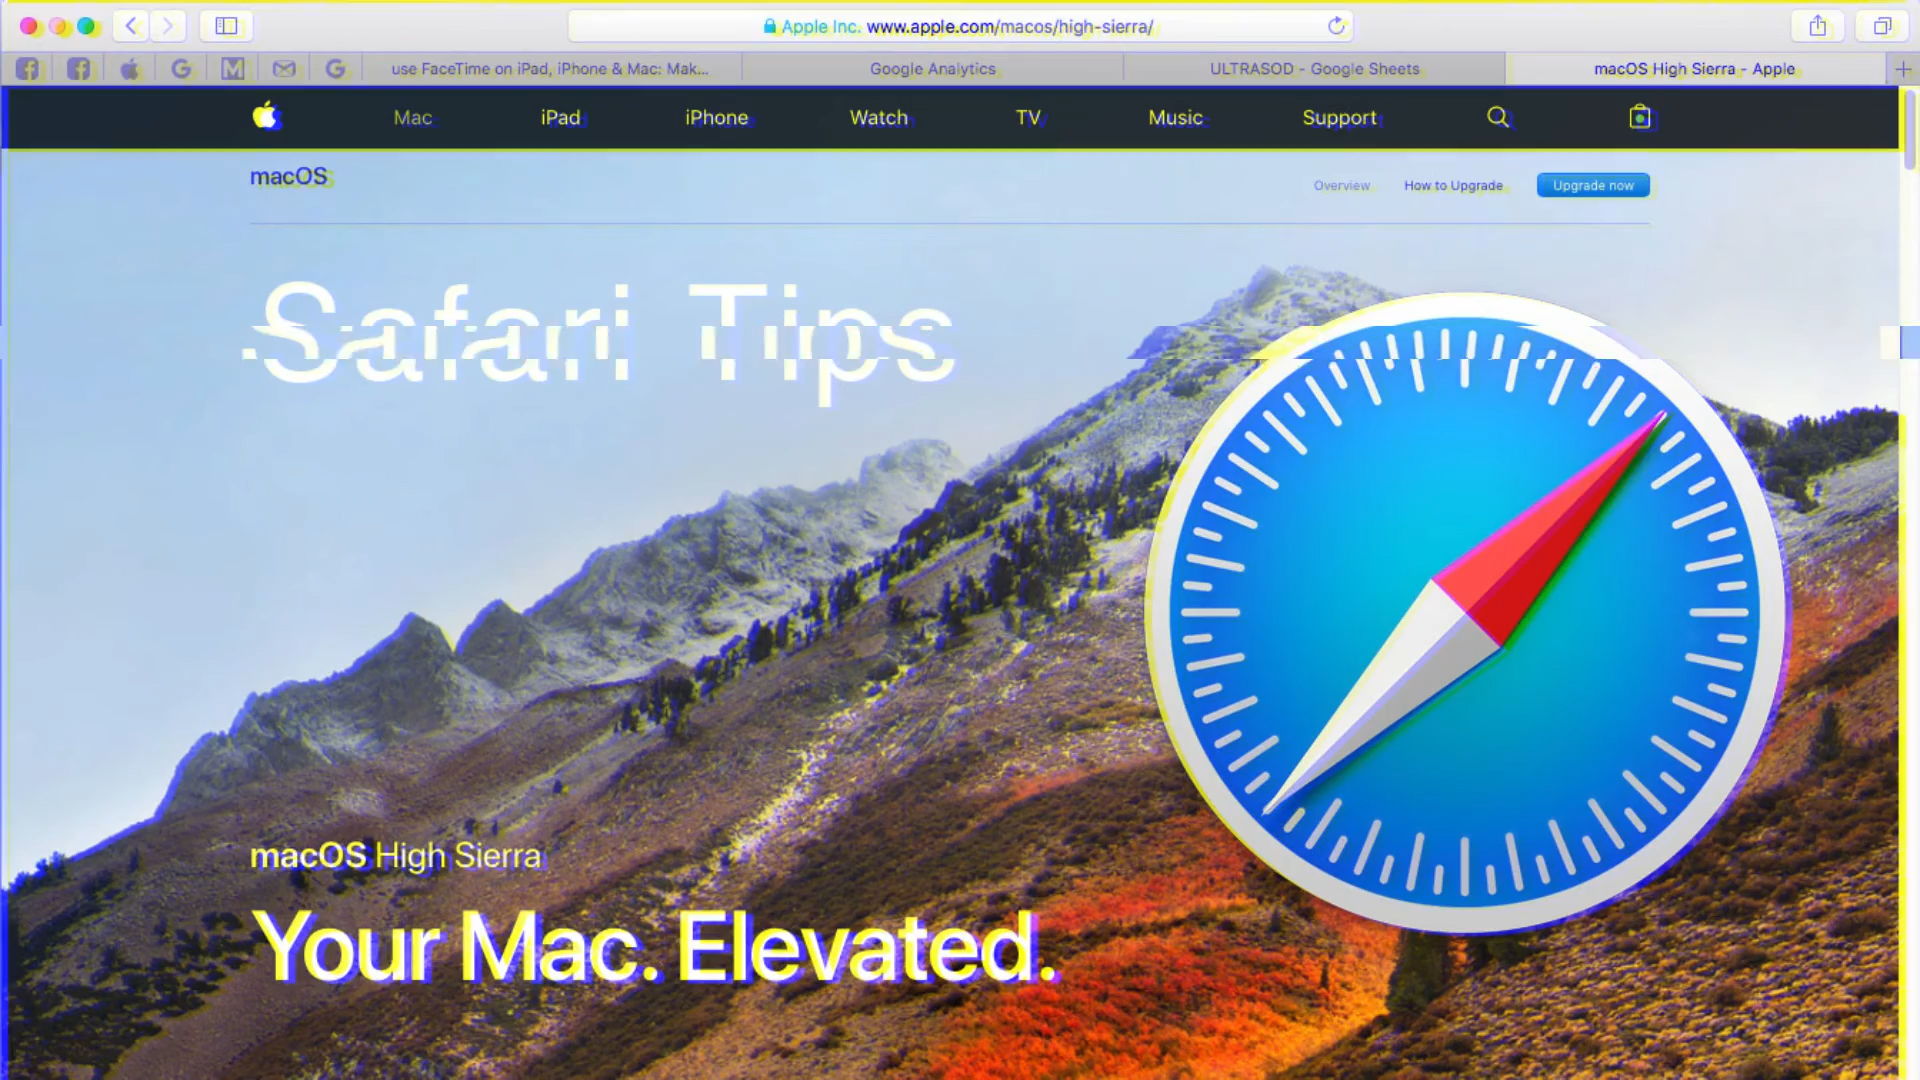 Apple Inc. www.apple.com/macos/high-sierra/
use FaceTime on iPad, iPhone & Mac: Mak... Google Analytics ULTRASOD - Google Sheets macOS High Sierra - Apple
Mac iPad iPhone Watch TV Music Support
macOS
Overview How to Upgrade Upgrade now
Safari Tips
macOS High Sierra
Your Mac. Elevated.